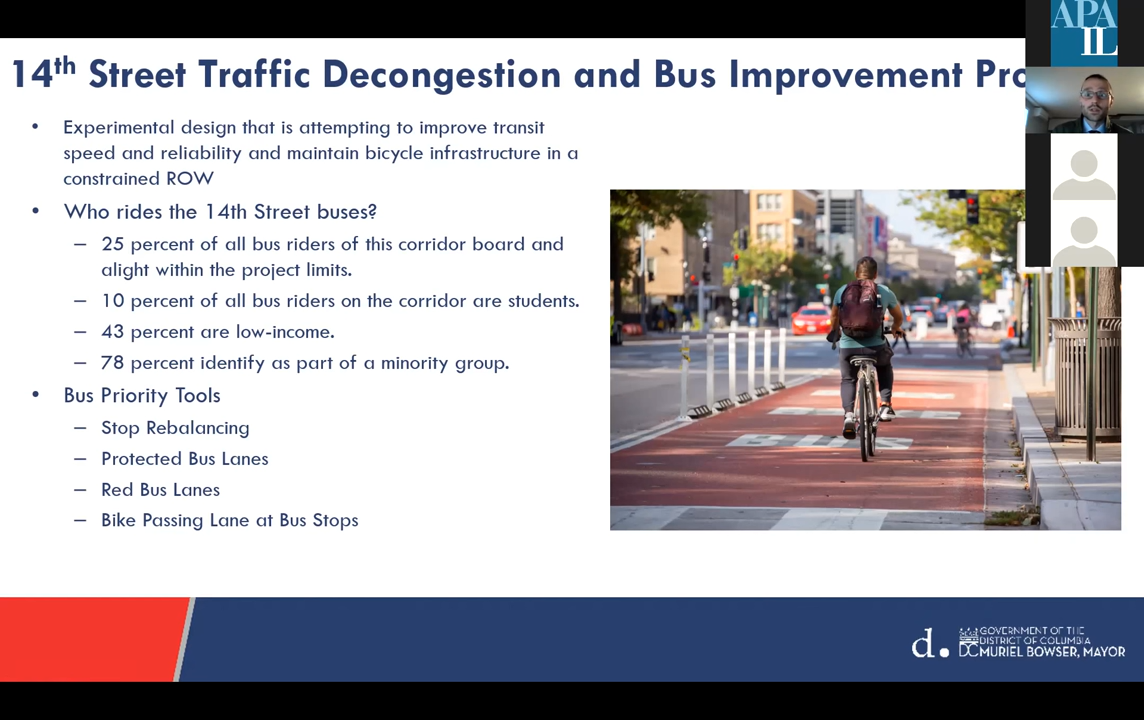 APA
IL
14th Street Traffic Decongestion and Bus Improvement Pro
• Experimental design that is attempting to improve transit
speed and reliability and maintain bicycle infrastructure in a
constrained ROW
• Who rides the 14th Street buses?
– 25 percent of all bus riders of this corridor board and
alight within the project limits.
– 10 percent of all bus riders on the corridor are students.
– 43 percent are low-income.
– 78 percent identify as part of a minority group.
• Bus Priority Tools
– Stop Rebalancing
– Protected Bus Lanes
– Red Bus Lanes
– Bike Passing Lane at Bus Stops
BUS
d.
GOVERNMENT OF THE
DISTRICT OF COLUMBIA
DC MURIEL BOWSER, MAYOR